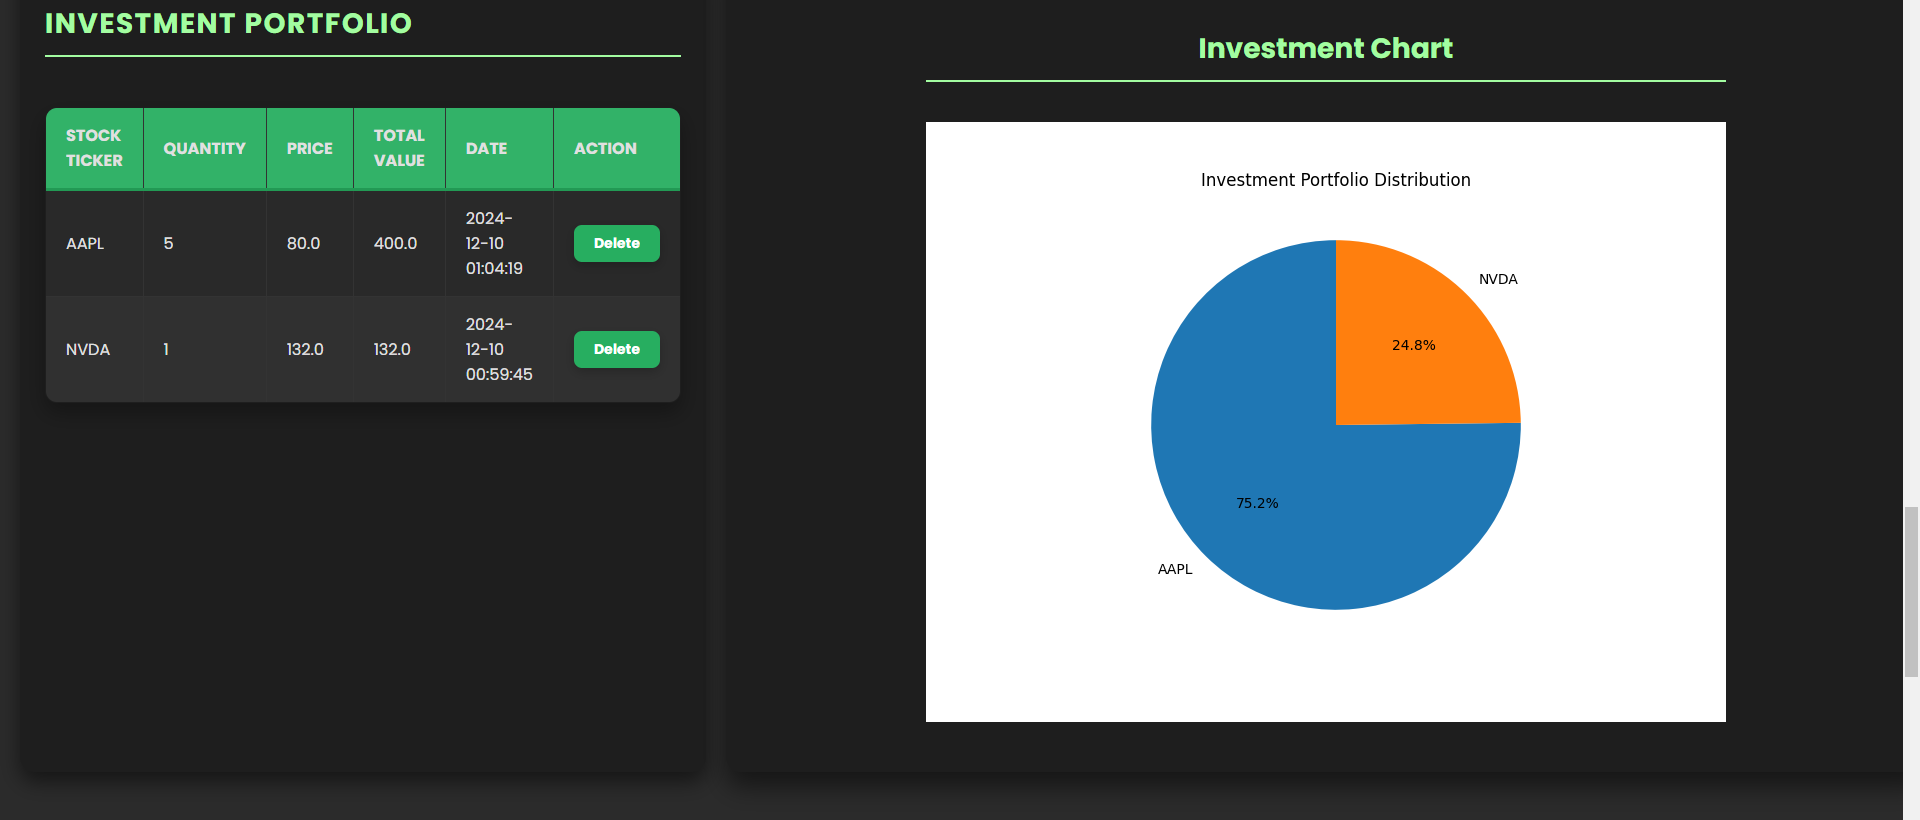 INVESTMENT PORTFOLIO
STOCK TICKER QUANTITY PRICE TOTAL VALUE DATE ACTION
AAPL 5 80.0 400.0 2024-12-10 01:04:19 Delete
NVDA 1 132.0 132.0 2024-12-10 00:59:45 Delete
Investment Chart
Investment Portfolio Distribution
NVDA
24.8%
75.2%
AAPL